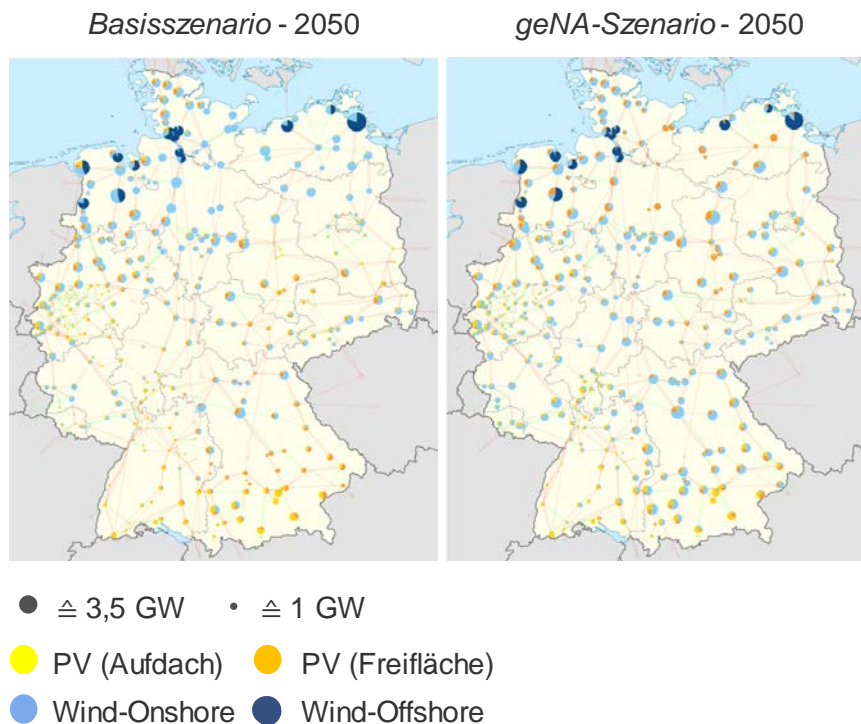 Basisszenario - 2050
geNA-Szenario - 2050
≙ 3,5 GW
≙ 1 GW
PV (Aufdach)
PV (Freifläche)
Wind-Onshore
Wind-Offshore